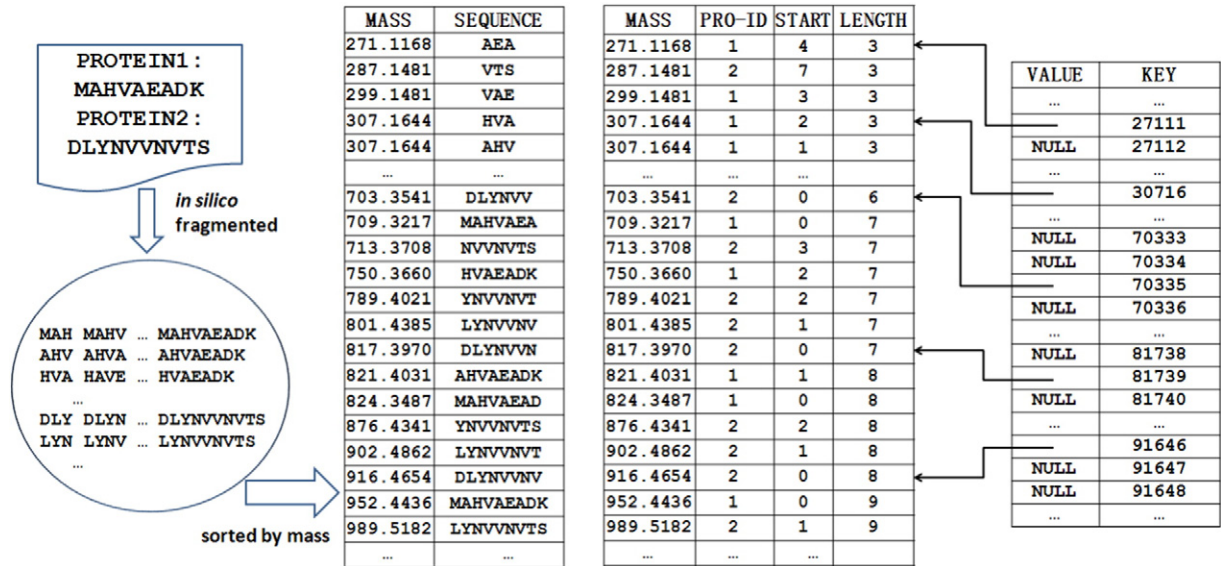 PROTEIN1:
MAHVAEADK
PROTEIN2:
DLYNVVNVTS
in silico
fragmented
MAH MAHV … MAHVAEADK
AHV AHVA … AHVAEADK
HVA HAVE … HVAEADK
…
DLY DLYN … DLYNVVNVTS
LYN LYNV … LYNVVNVTS
…
sorted by mass
MASS SEQUENCE
271.1168 AEA
287.1481 VTS
299.1481 VAE
307.1644 HVA
307.1644 AHV
… …
703.3541 DLYNVV
709.3217 MAHVAEA
713.3708 NVVNVTS
750.3660 HVAEADK
789.4021 YNVVNVT
801.4385 LYNVVNV
817.3970 DLYNVVN
821.4031 AHVAEADK
824.3487 MAHVAEAD
876.4341 YNVVNVTS
902.4862 LYNVVNVT
916.4654 DLYNVVNV
952.4436 MAHVAEADK
989.5182 LYNVVNVTS
… …
MASS PRO-ID START LENGTH
271.1168 1 4 3
287.1481 2 7 3
299.1481 1 3 3
307.1644 1 2 3
307.1644 1 1 3
… … …
703.3541 2 0 6
709.3217 1 0 7
713.3708 2 3 7
750.3660 1 2 7
789.4021 2 2 7
801.4385 2 1 7
817.3970 2 0 7
821.4031 1 1 8
824.3487 1 0 8
876.4341 2 2 8
902.4862 2 1 8
916.4654 2 0 8
952.4436 1 0 9
989.5182 2 1 9
… … …
VALUE KEY
… …
27111
NULL 27112
… …
30716
… …
NULL 70333
NULL 70334
70335
NULL 70336
… …
NULL 81738
81739
NULL 81740
… …
91646
NULL 91647
NULL 91648
… …